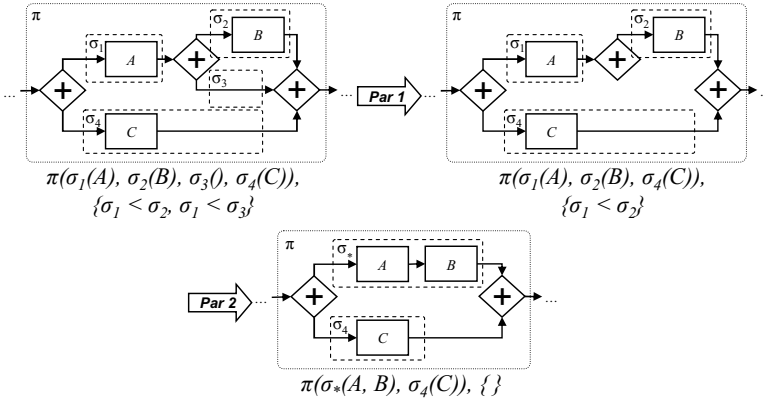 π
σ1
A
σ2
B
σ3
σ4
C
...
...
π(σ1(A), σ2(B), σ3(), σ4(C)),
{σ1 < σ2, σ1 < σ3}
Par 1
π
σ1
A
σ2
B
σ4
C
...
...
π(σ1(A), σ2(B), σ4(C)),
{σ1 < σ2}
Par 2
π
σ*
A
B
σ4
C
...
...
π(σ*(A, B), σ4(C)), { }